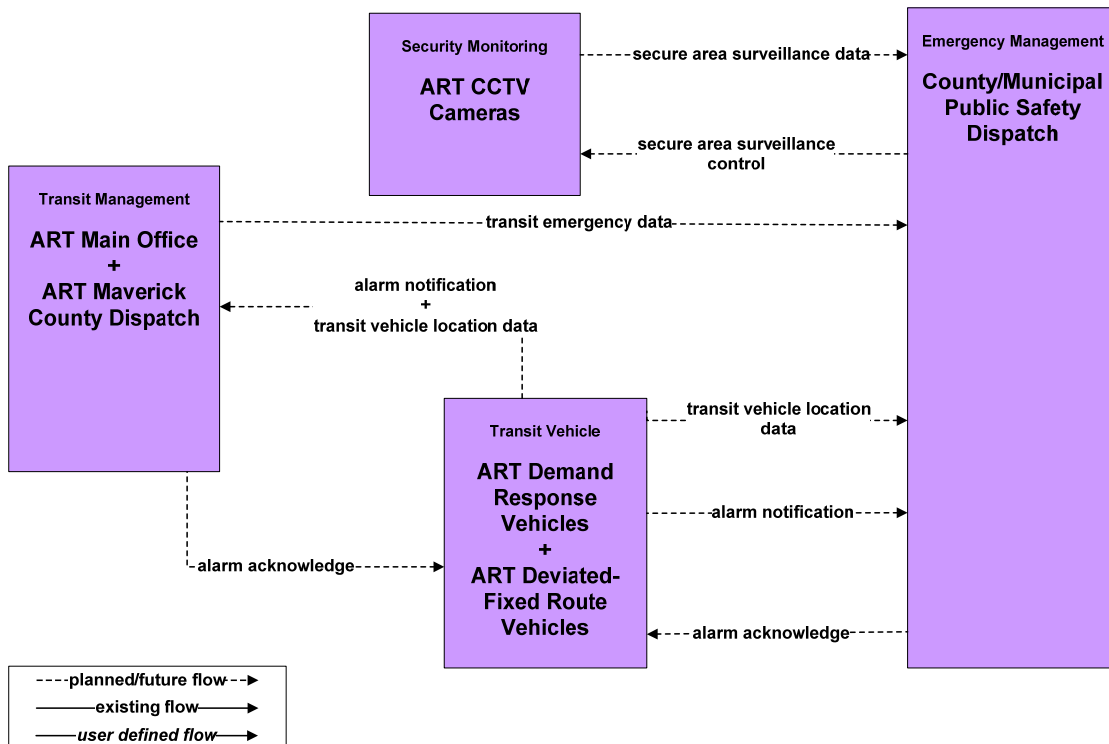 Security Monitoring
ART CCTV
Cameras
secure area surveillance data
secure area surveillance
control
Emergency Management
County/Municipal
Public Safety
Dispatch
Transit Management
ART Main Office
+
ART Maverick
County Dispatch
transit emergency data
alarm notification
+
transit vehicle location data
Transit Vehicle
ART Demand
Response
Vehicles
+
ART Deviated-
Fixed Route
Vehicles
transit vehicle location
data
alarm notification
alarm acknowledge
alarm acknowledge
planned/future flow
existing flow
user defined flow